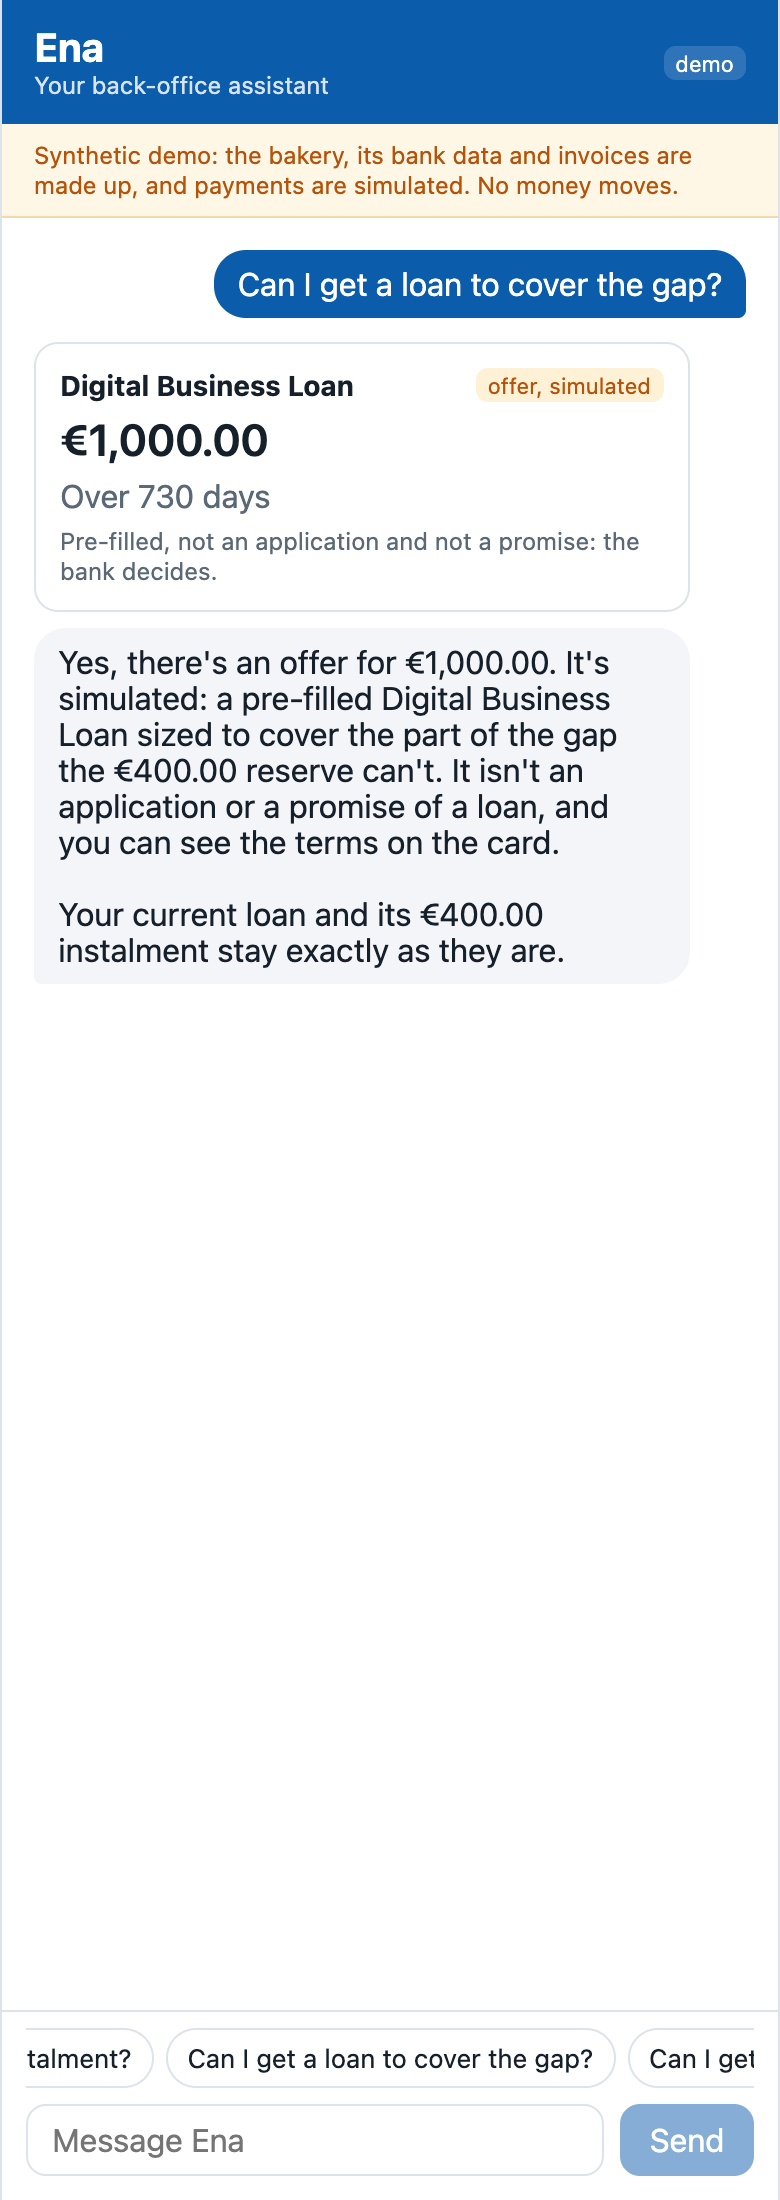 Ena
Your back-office assistant
demo
Synthetic demo: the bakery, its bank data and invoices are
made up, and payments are simulated. No money moves.
Can I get a loan to cover the gap?
Digital Business Loan
offer, simulated
€1,000.00
Over 730 days
Pre-filled, not an application and not a promise: the
bank decides.
Yes, there's an offer for €1,000.00. It's
simulated: a pre-filled Digital Business
Loan sized to cover the part of the gap
the €400.00 reserve can't. It isn't an
application or a promise of a loan, and
you can see the terms on the card.
Your current loan and its €400.00
instalment stay exactly as they are.
talment?
Can I get a loan to cover the gap?
Can I get
Message Ena
Send